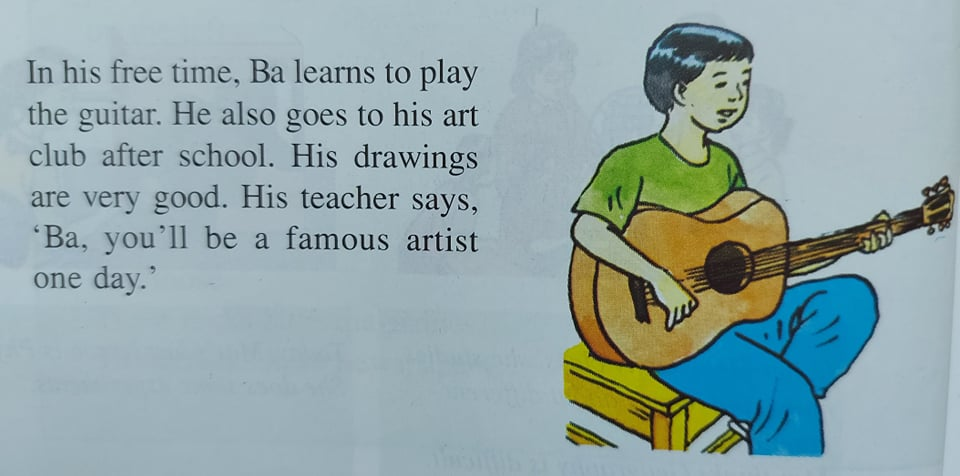 In his free time, Ba learns to play
the guitar. He also goes to his art
club after school. His drawings
are very good. His teacher says,
‘Ba, you’ll be a famous artist
one day.’